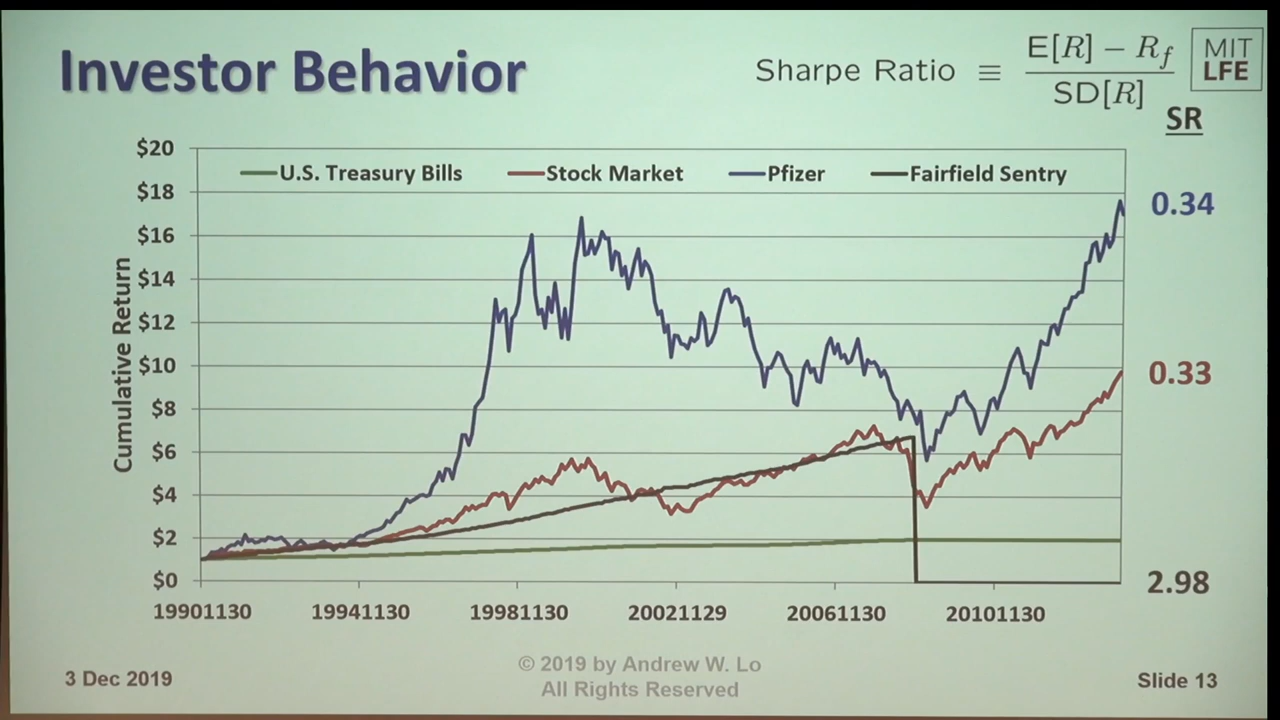 Investor Behavior
Sharpe Ratio ≡ E[R] − R_f / SD[R]
MIT
LFE
SR
$20
U.S. Treasury Bills
Stock Market
Pfizer
Fairfield Sentry
$18
0.34
$16
$14
$12
$10
0.33
$8
$6
$4
$2
$0
2.98
Cumulative Return
19901130
19941130
19981130
20021129
20061130
20101130
3 Dec 2019
© 2019 by Andrew W. Lo
All Rights Reserved
Slide 13